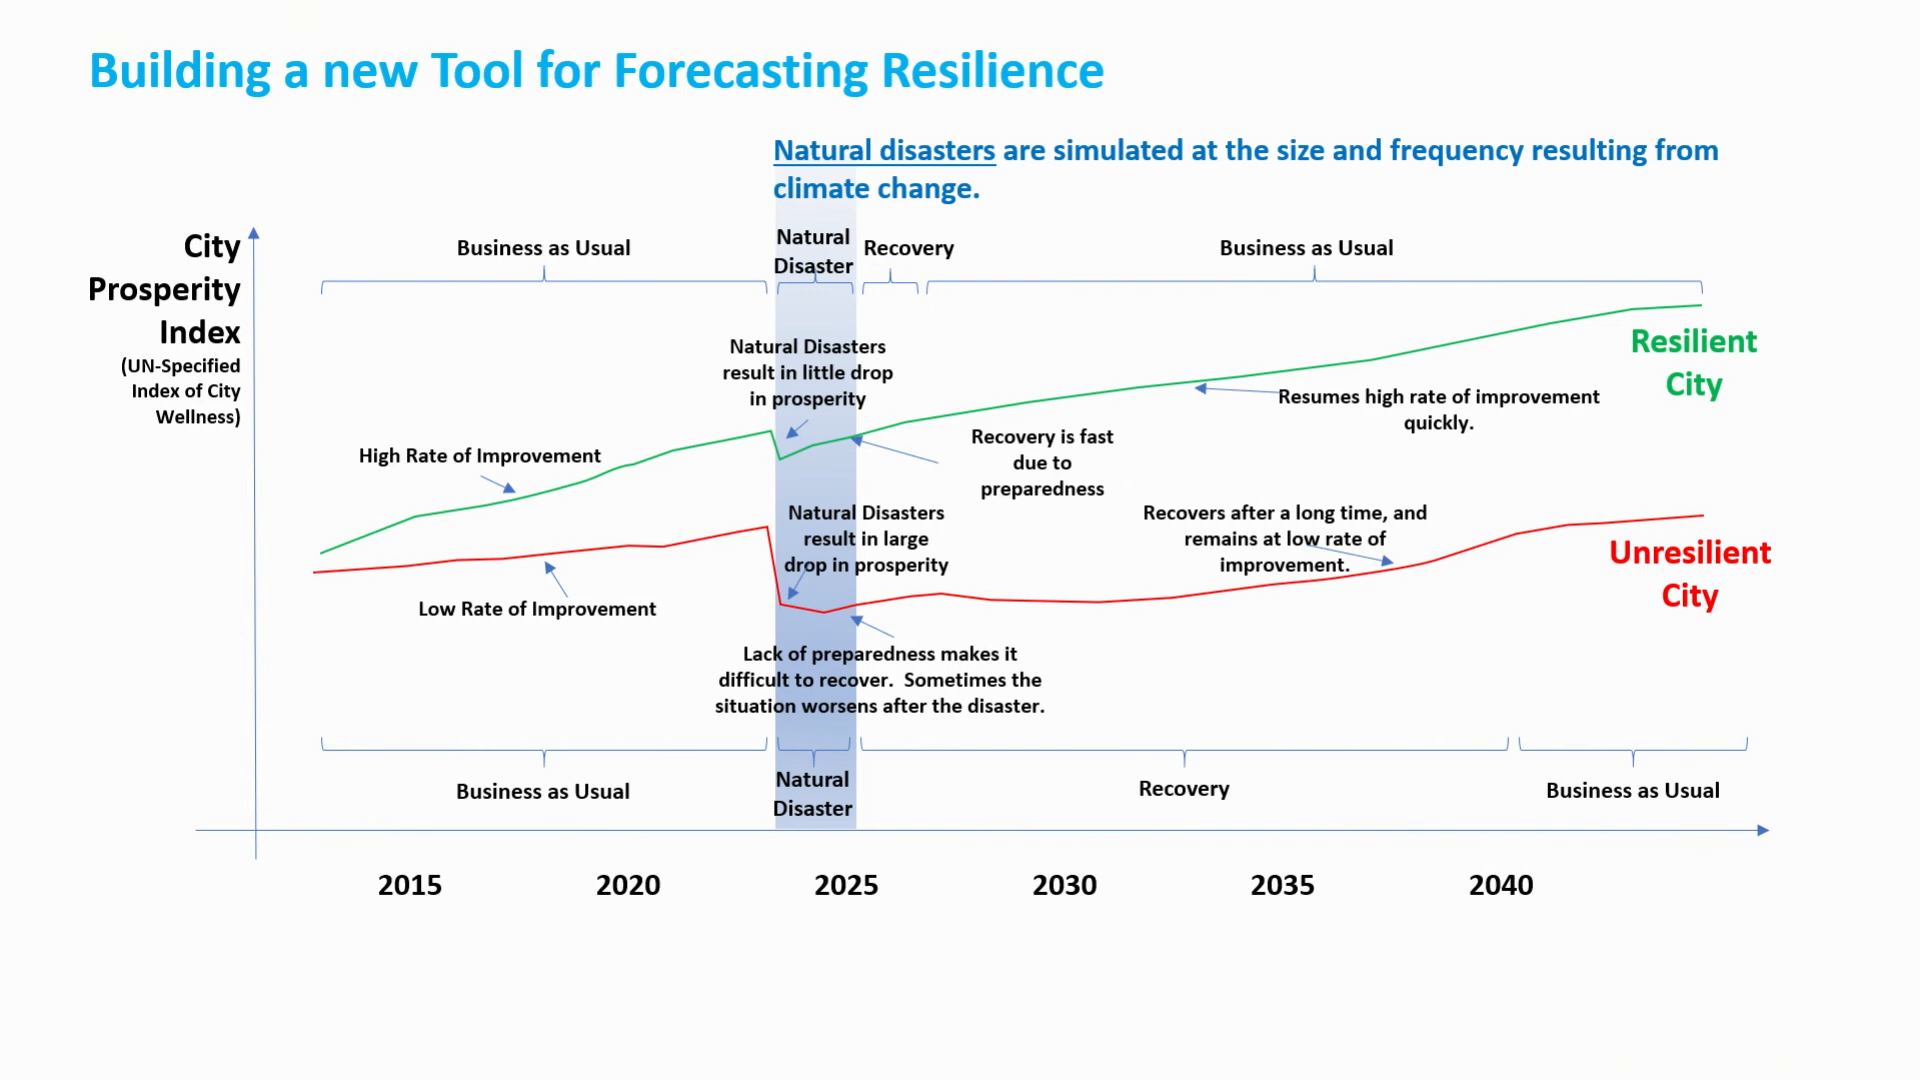 Building a new Tool for Forecasting Resilience
Natural disasters are simulated at the size and frequency resulting from
climate change.
City
Prosperity
Index
(UN-Specified
Index of City
Wellness)
Business as Usual
Natural
Disaster
Recovery
Business as Usual
Natural Disasters
result in little drop
in prosperity
Resilient
City
Resumes high rate of improvement
quickly.
High Rate of Improvement
Recovery is fast
due to
preparedness
Natural Disasters
result in large
drop in prosperity
Recovers after a long time, and
remains at low rate of
improvement.
Unresilient
City
Low Rate of Improvement
Lack of preparedness makes it
difficult to recover.  Sometimes the
situation worsens after the disaster.
Business as Usual
Natural
Disaster
Recovery
Business as Usual
2015
2020
2025
2030
2035
2040